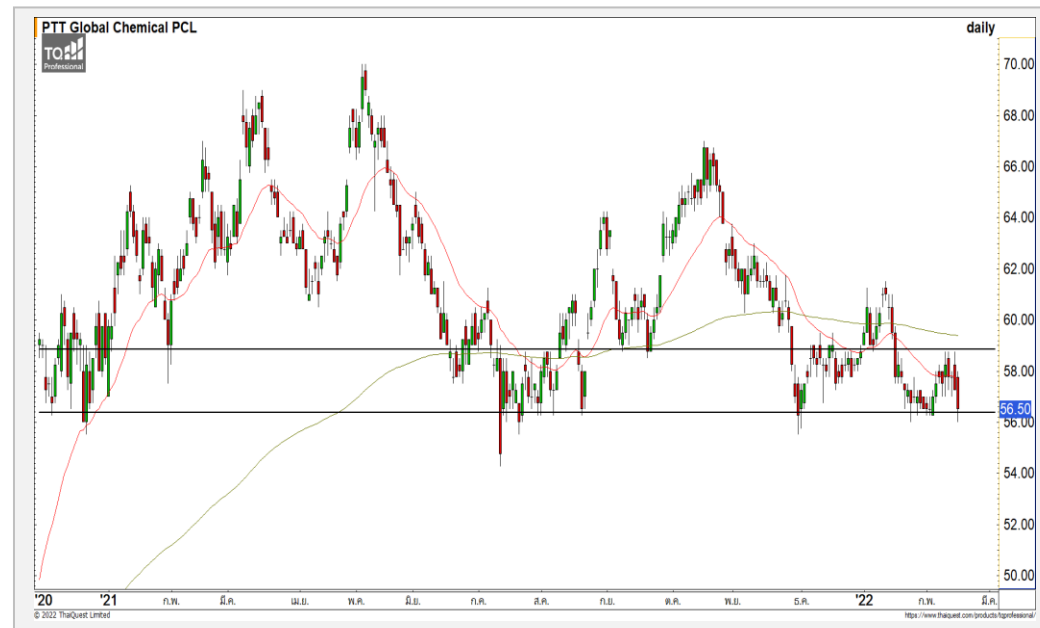 PTT Global Chemical PCL daily
TQ
Professional
70.00
68.00
66.00
64.00
62.00
60.00
58.00
56.50
56.00
54.00
52.00
50.00
'20 '21 ก.พ. มี.ค. เม.ย. พ.ค. มิ.ย. ก.ค. ส.ค. ก.ย. ต.ค. พ.ย. ธ.ค. '22 ก.พ. มี.ค.
© 2022 ThaiQuest Limited https://www.thaiquest.com/products/tqprofessional/